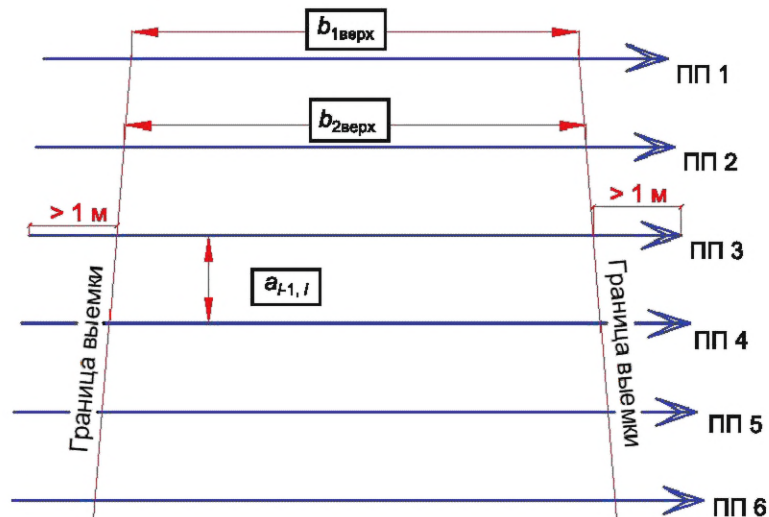 b1верх
ПП 1
b2верх
ПП 2
> 1 м
> 1 м
ПП 3
ai-1, i
Граница выемки
Граница выемки
ПП 4
ПП 5
ПП 6